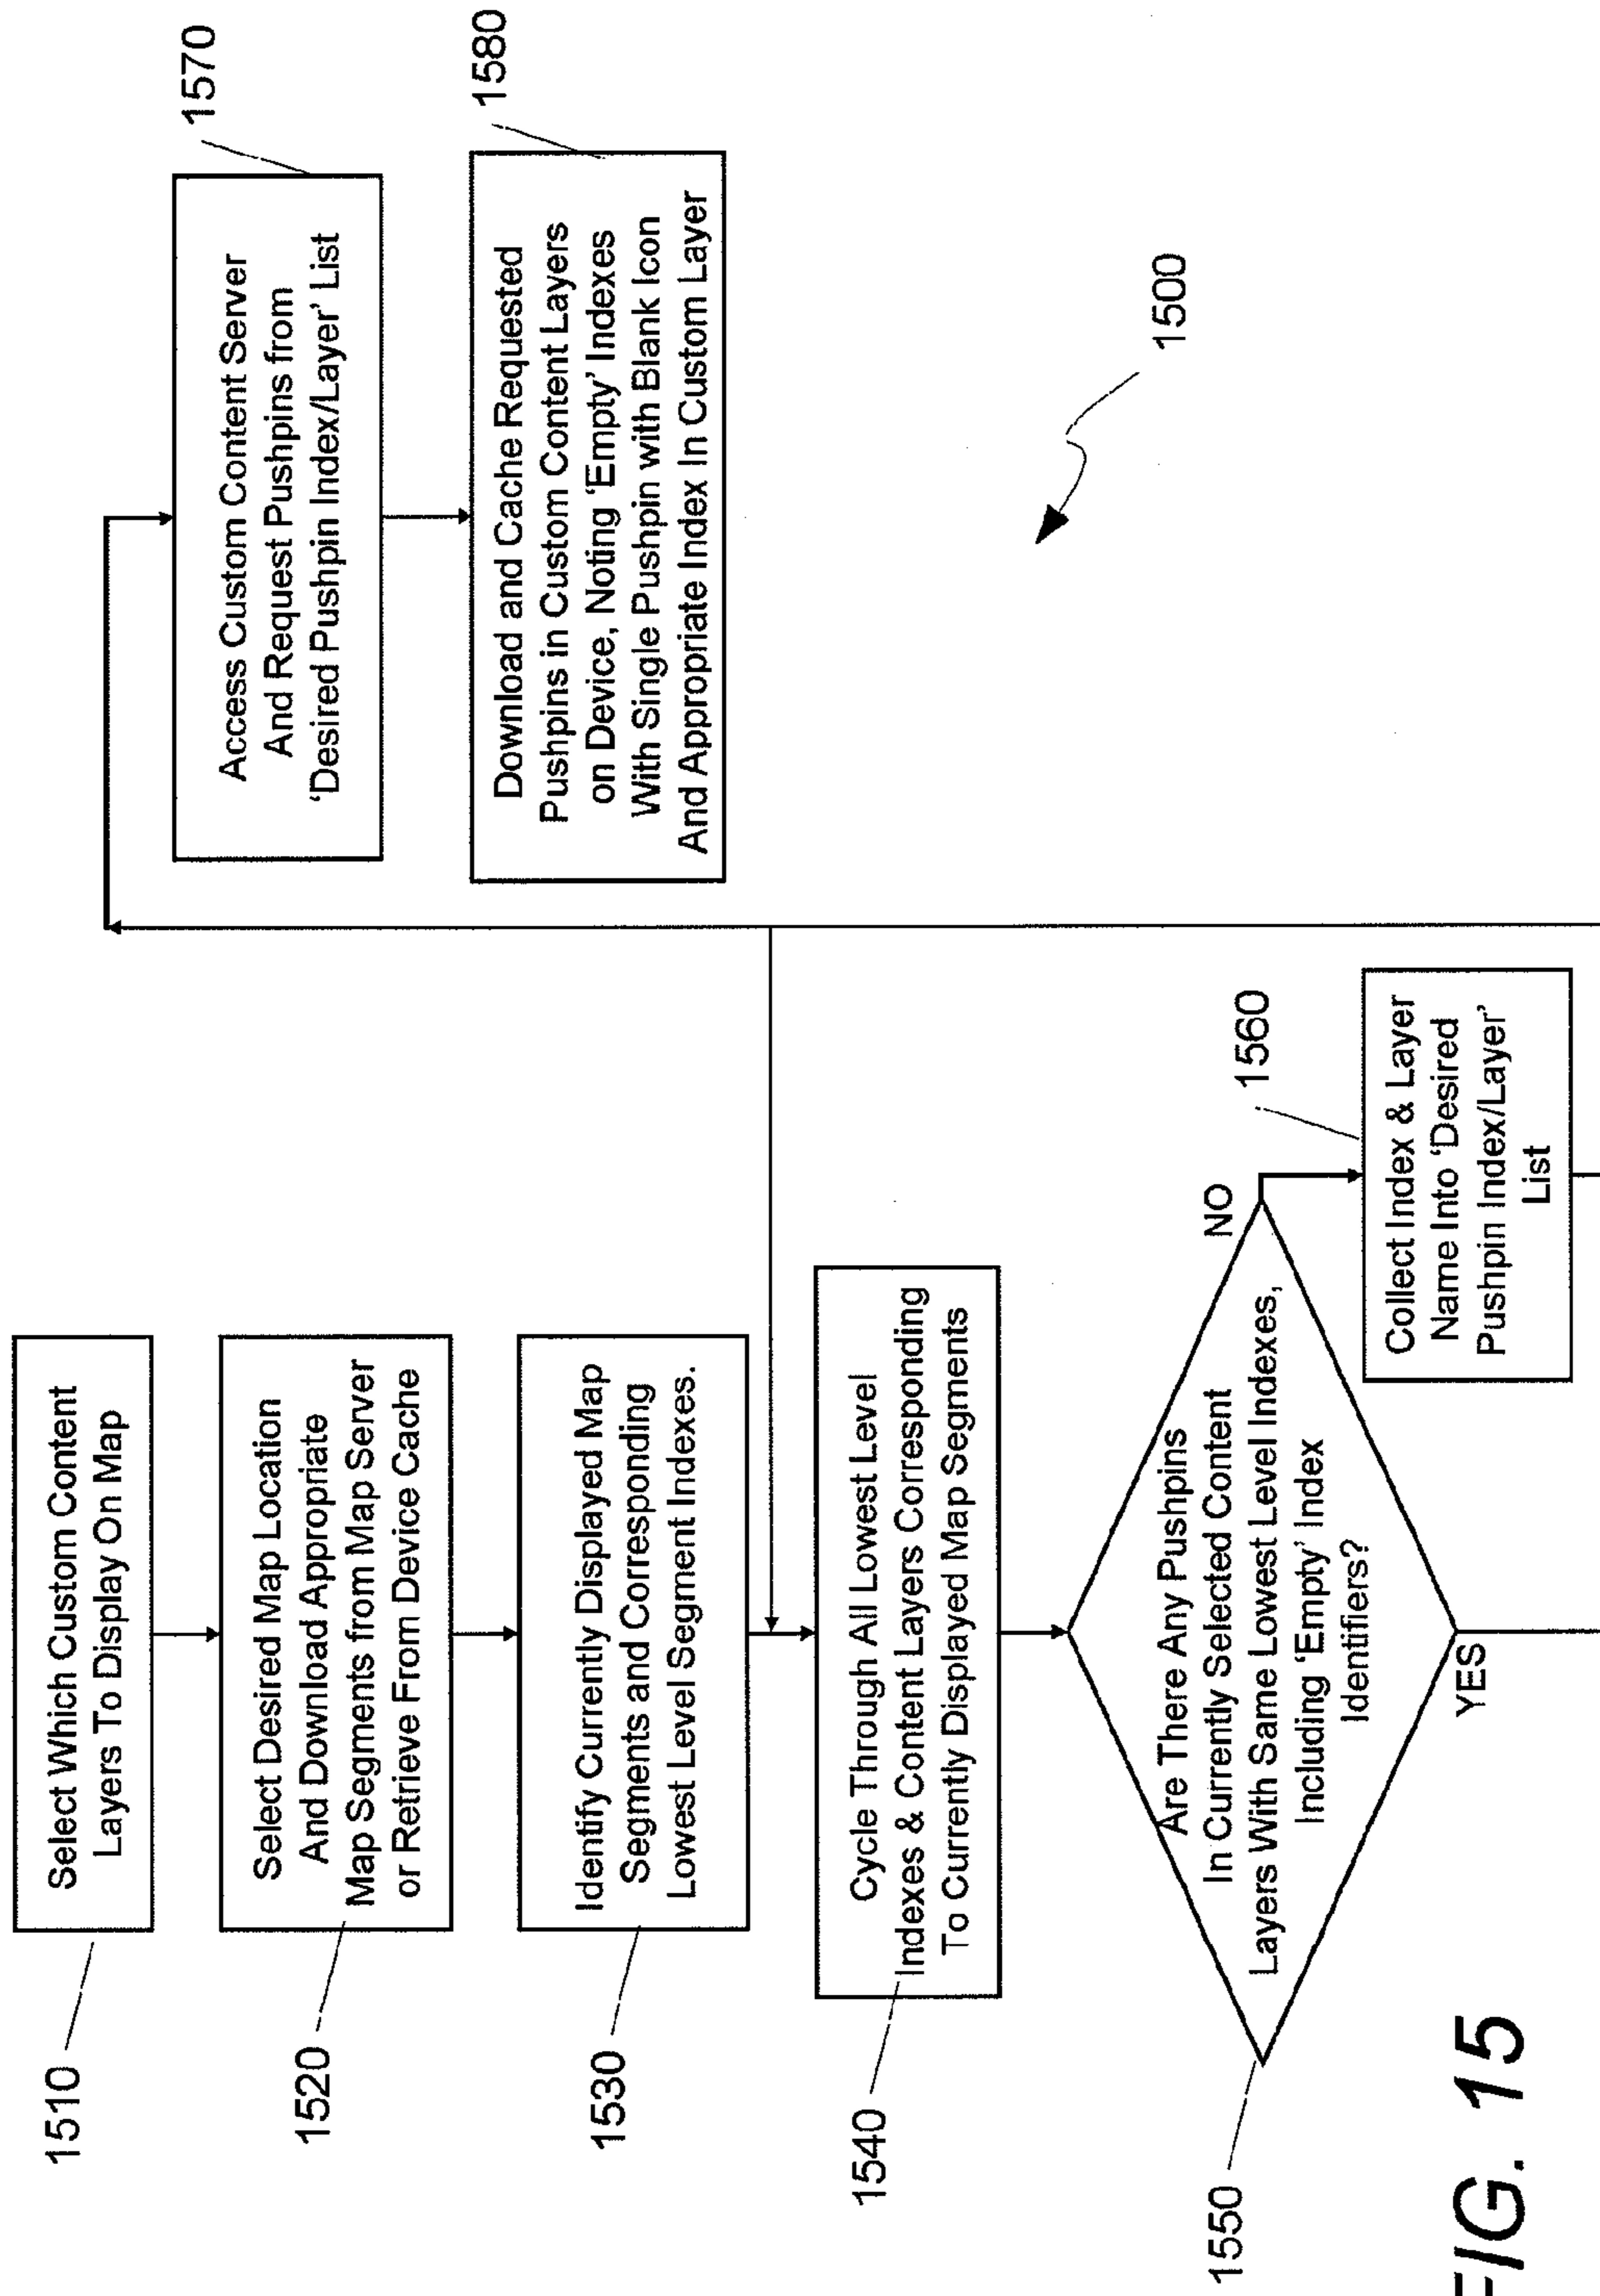 1510
Select Which Custom Content
Layers To Display On Map
1520
Select Desired Map Location
And Download Appropriate
Map Segments from Map Server
or Retrieve From Device Cache
1530
Identify Currently Displayed Map
Segments and Corresponding
Lowest Level Segment Indexes.
1540
Cycle Through All Lowest Level
Indexes & Content Layers Corresponding
To Currently Displayed Map Segments
1550
Are There Any Pushpins
In Currently Selected Content
Layers With Same Lowest Level Indexes,
Including 'Empty' Index
Identifiers?
NO
YES
1560
Collect Index & Layer
Name Into 'Desired
Pushpin Index/Layer'
List
1570
Access Custom Content Server
And Request Pushpins from
'Desired Pushpin Index/Layer' List
1580
Download and Cache Requested
Pushpins in Custom Content Layers
on Device, Noting 'Empty' Indexes
With Single Pushpin with Blank Icon
And Appropriate Index In Custom Layer
1500
FIG. 15